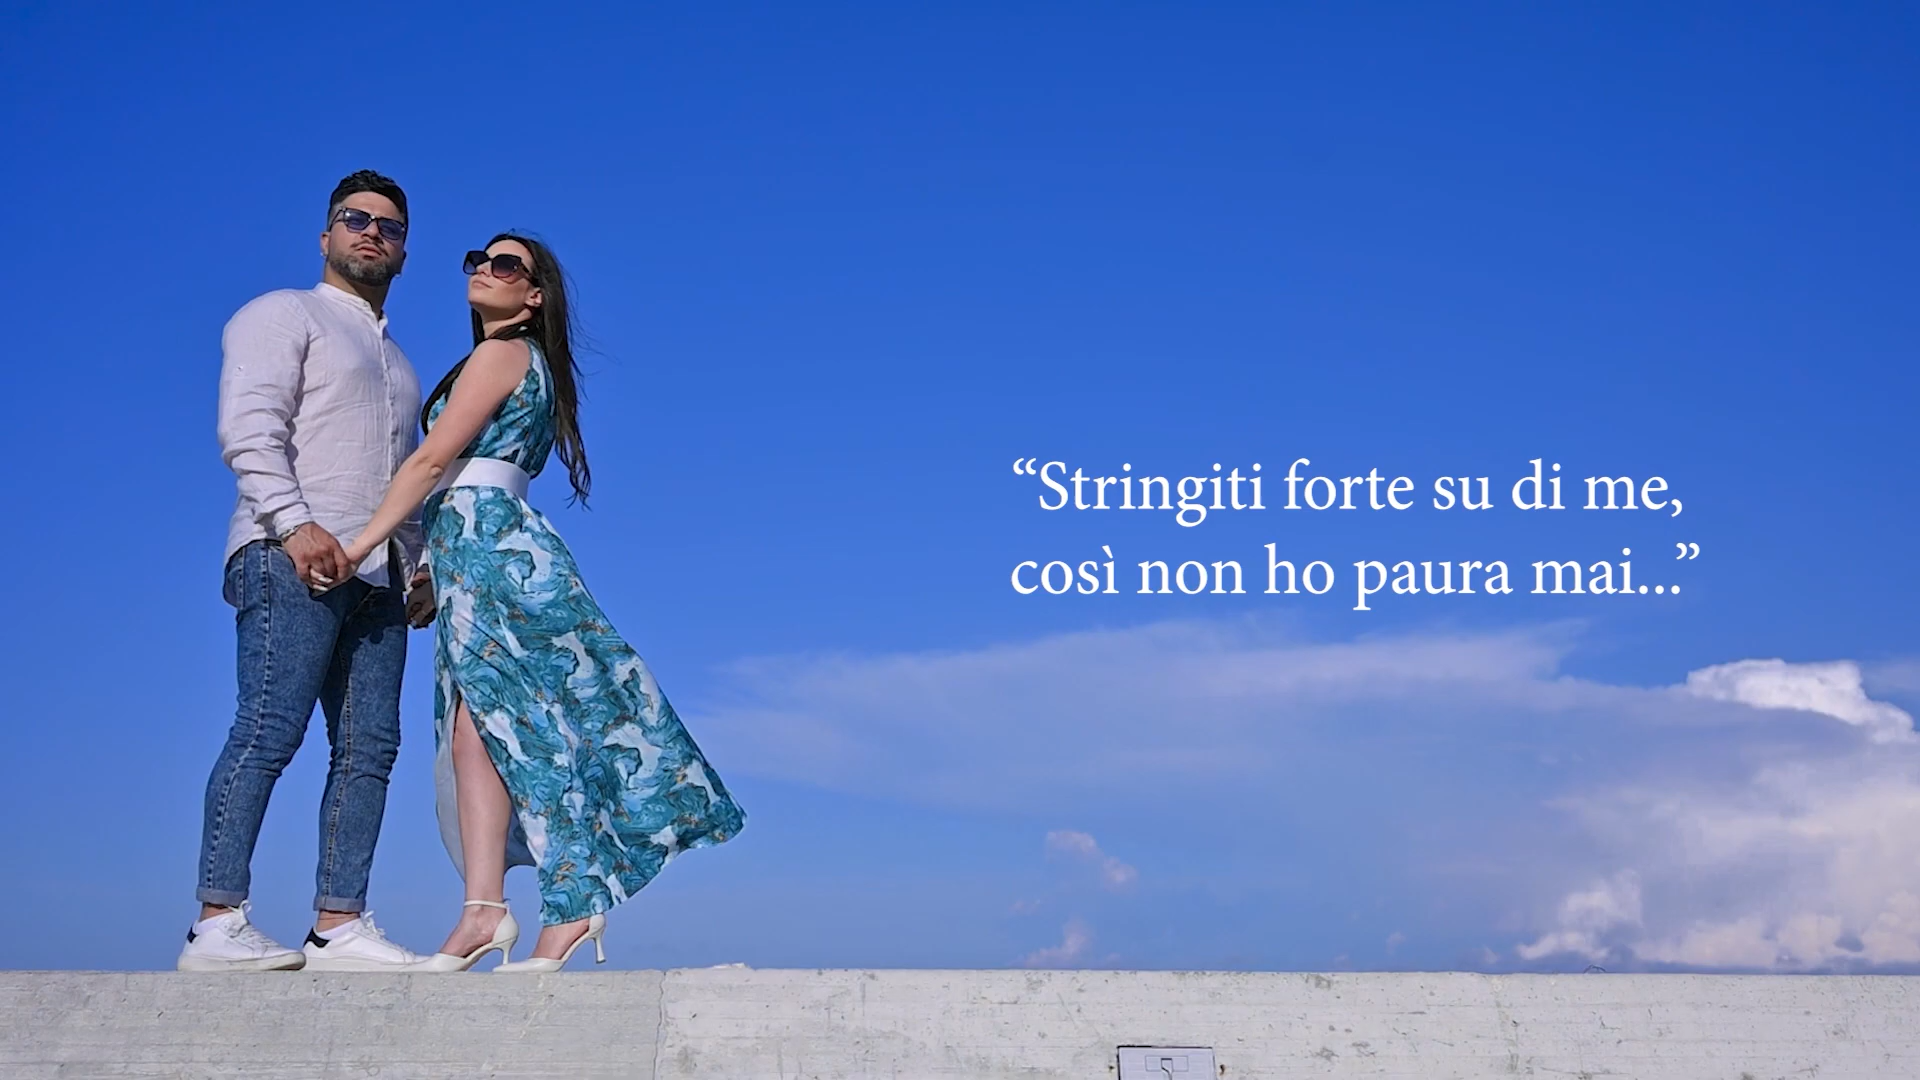 “Stringiti forte su di me,
così non ho paura mai...”